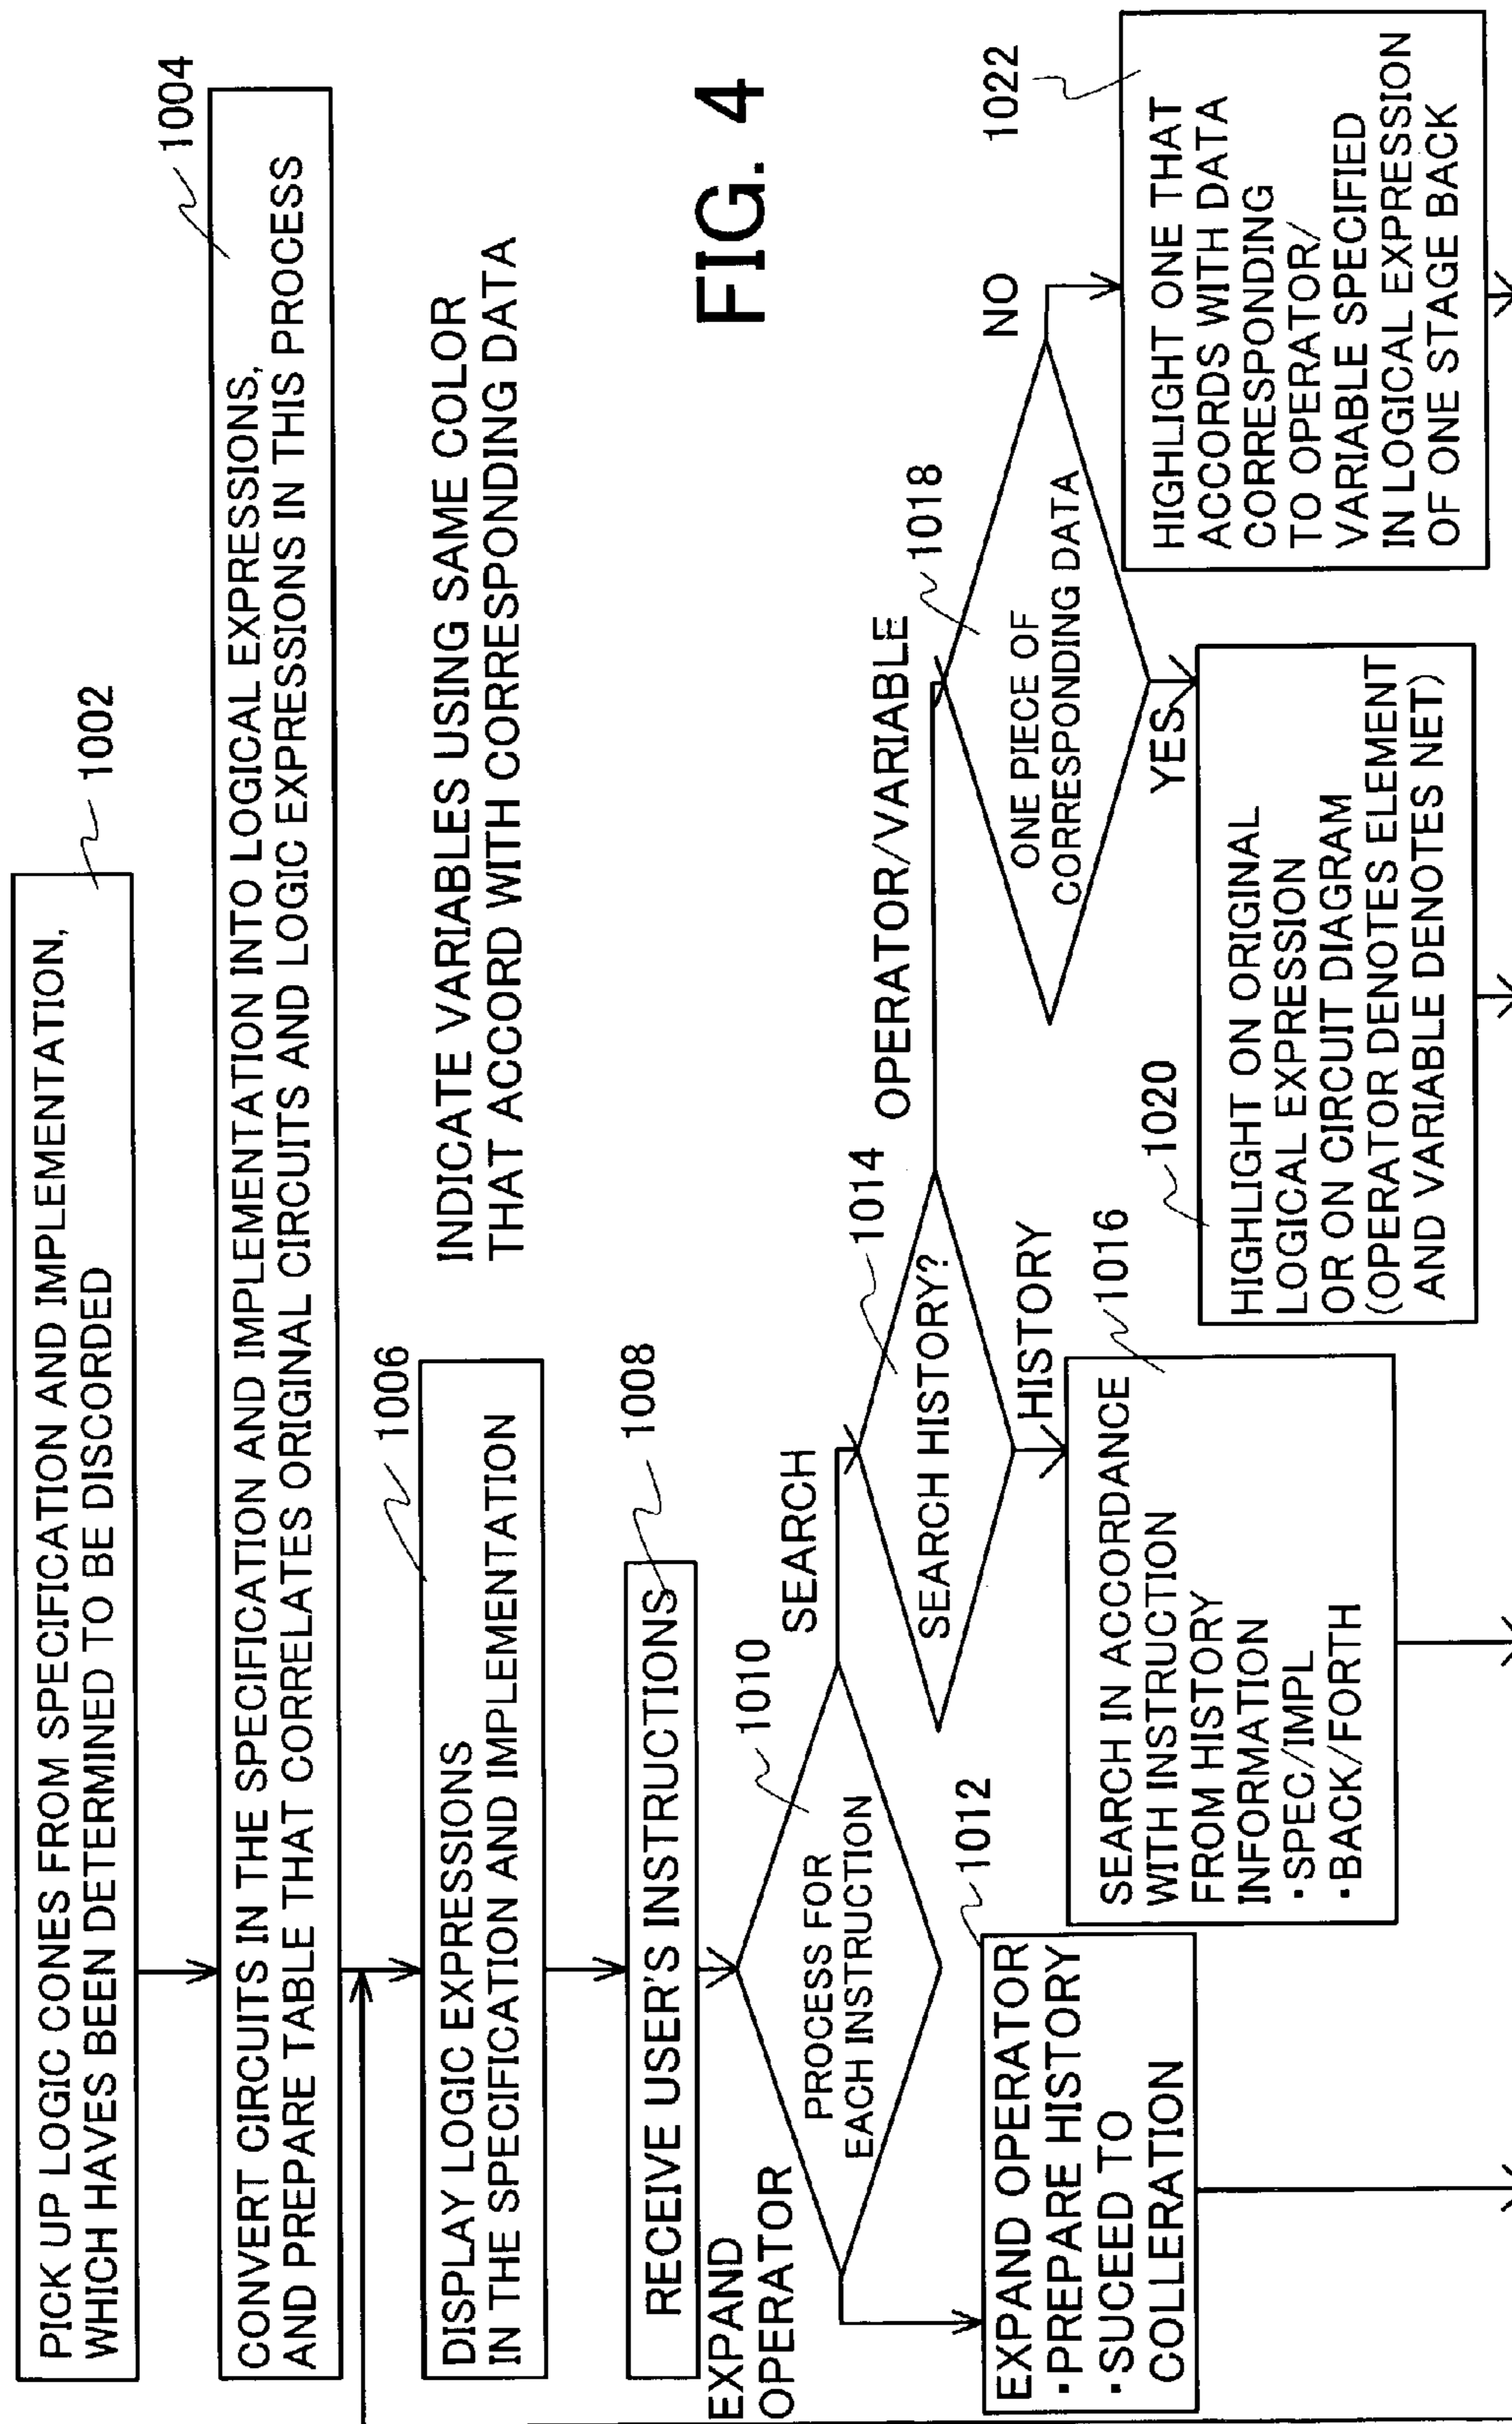 PICK UP LOGIC CONES FROM SPECIFICATION AND IMPLEMENTATION,
WHICH HAVES BEEN DETERMINED TO BE DISCORDED
1002
1004
CONVERT CIRCUITS IN THE SPECIFICATION AND IMPLEMENTATION INTO LOGICAL EXPRESSIONS,
AND PREPARE TABLE THAT CORRELATES ORIGINAL CIRCUITS AND LOGIC EXPRESSIONS IN THIS PROCESS
1006
DISPLAY LOGIC EXPRESSIONS
IN THE SPECIFICATION AND IMPLEMENTATION
INDICATE VARIABLES USING SAME COLOR
THAT ACCORD WITH CORRESPONDING DATA
1008
RECEIVE USER'S INSTRUCTIONS
FIG. 4
EXPAND
OPERATOR
1010
PROCESS FOR
EACH INSTRUCTION
SEARCH
1014
SEARCH HISTORY?
OPERATOR/VARIABLE
1018
ONE PIECE OF
CORRESPONDING DATA
NO
1022
HIGHLIGHT ONE THAT
ACCORDS WITH DATA
CORRESPONDING
TO OPERATOR/
VARIABLE SPECIFIED
IN LOGICAL EXPRESSION
OF ONE STAGE BACK
1012
EXPAND OPERATOR
・PREPARE HISTORY
・SUCEED TO
COLLERATION
HISTORY
1016
SEARCH IN ACCORDANCE
WITH INSTRUCTION
FROM HISTORY
INFORMATION
・SPEC/IMPL
・BACK/FORTH
YES
1020
HIGHLIGHT ON ORIGINAL
LOGICAL EXPRESSION
OR ON CIRCUIT DIAGRAM
(OPERATOR DENOTES ELEMENT
AND VARIABLE DENOTES NET)